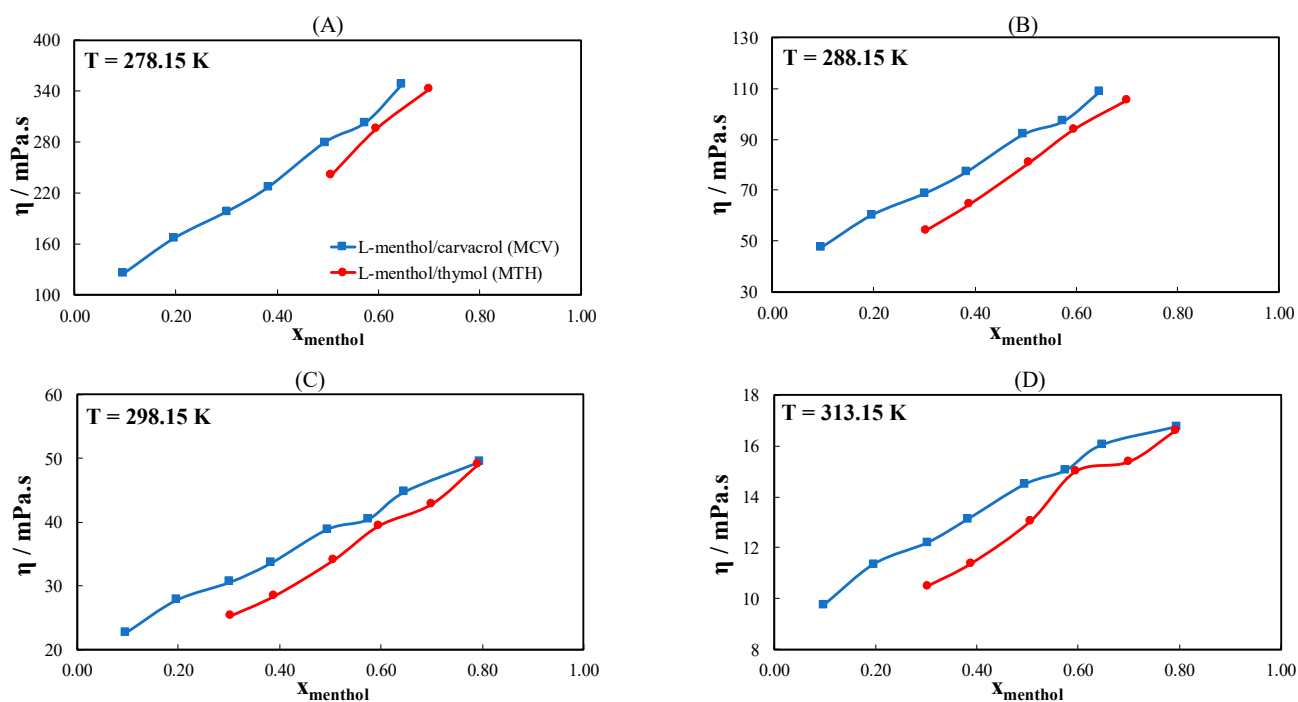 (A)
T = 278.15 K
η / mPa.s
400
340
280
220
160
100
L-menthol/carvacrol (MCV)
L-menthol/thymol (MTH)
0.00 0.20 0.40 0.60 0.80 1.00
xmenthol
(B)
T = 288.15 K
η / mPa.s
130
110
90
70
50
30
0.00 0.20 0.40 0.60 0.80 1.00
xmenthol
(C)
T = 298.15 K
η / mPa.s
60
50
40
30
20
0.00 0.20 0.40 0.60 0.80 1.00
xmenthol
(D)
T = 313.15 K
η / mPa.s
18
16
14
12
10
8
0.00 0.20 0.40 0.60 0.80 1.00
xmenthol